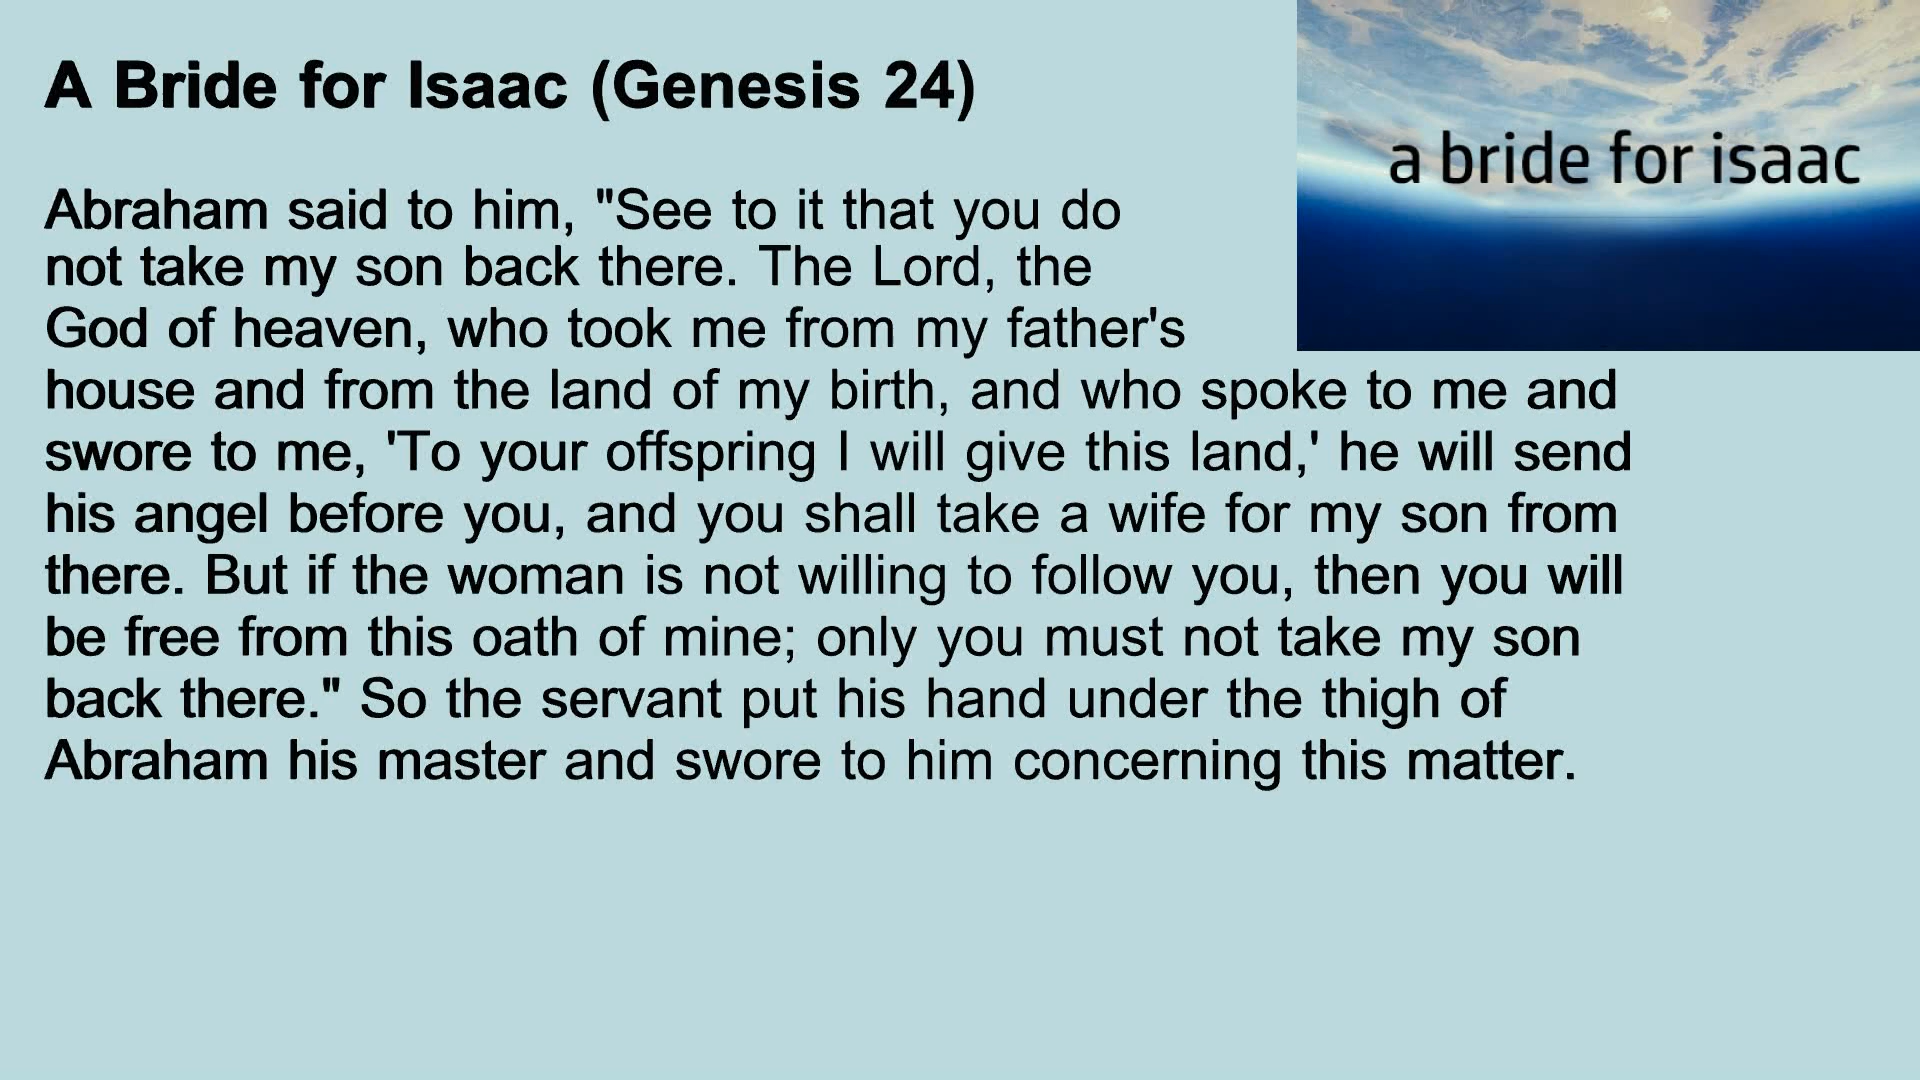 A Bride for Isaac (Genesis 24)
a bride for isaac
Abraham said to him, "See to it that you do
not take my son back there. The Lord, the
God of heaven, who took me from my father's
house and from the land of my birth, and who spoke to me and
swore to me, 'To your offspring I will give this land,' he will send
his angel before you, and you shall take a wife for my son from
there. But if the woman is not willing to follow you, then you will
be free from this oath of mine; only you must not take my son
back there." So the servant put his hand under the thigh of
Abraham his master and swore to him concerning this matter.